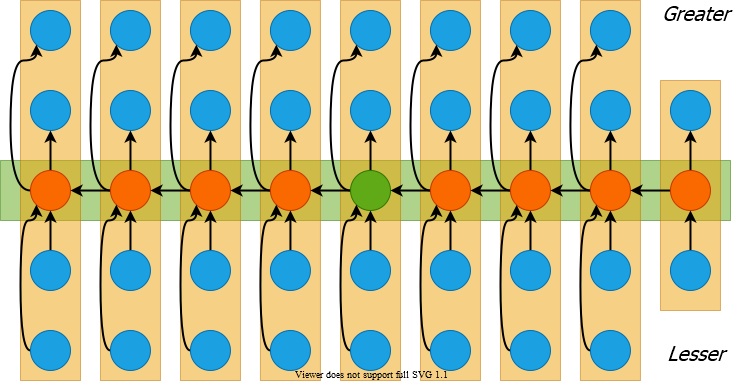 Greater
Lesser
Viewer does not support full SVG 1.1